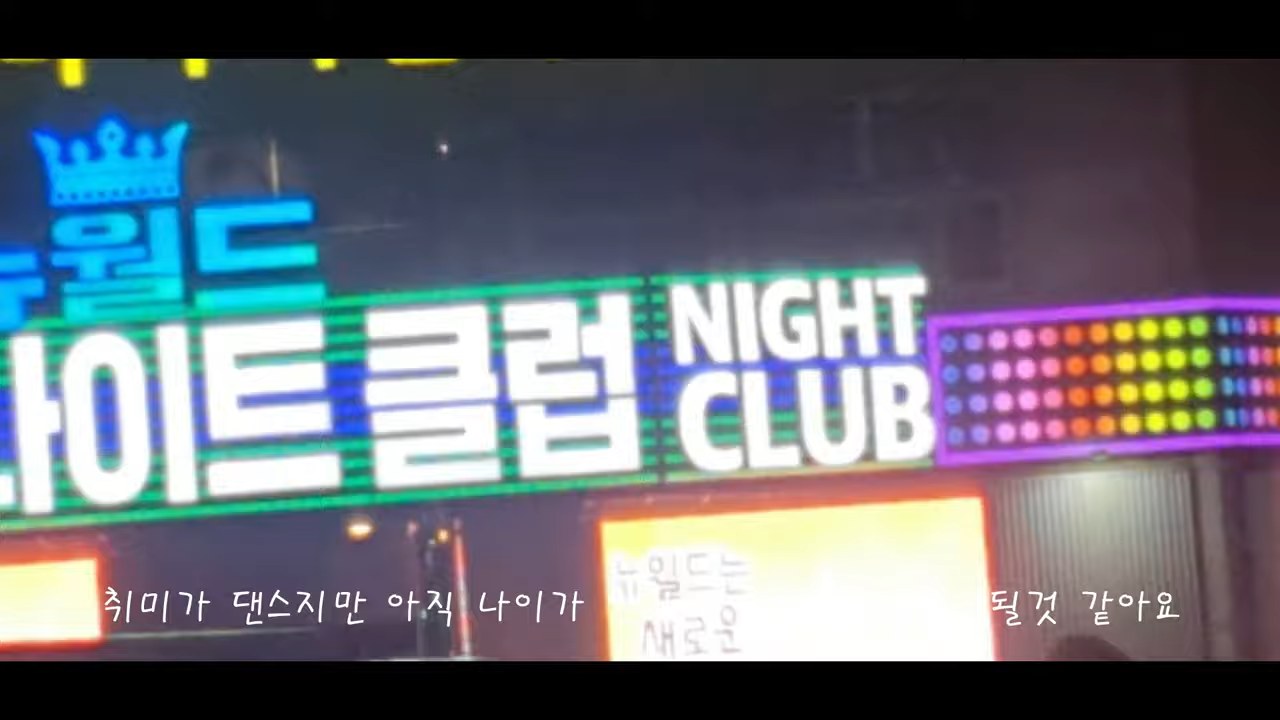 뉴월드
나이트 클럽
NIGHT
CLUB
뉴월드는
새로운
취미가 댄스지만 아직 나이가
될것 같아요